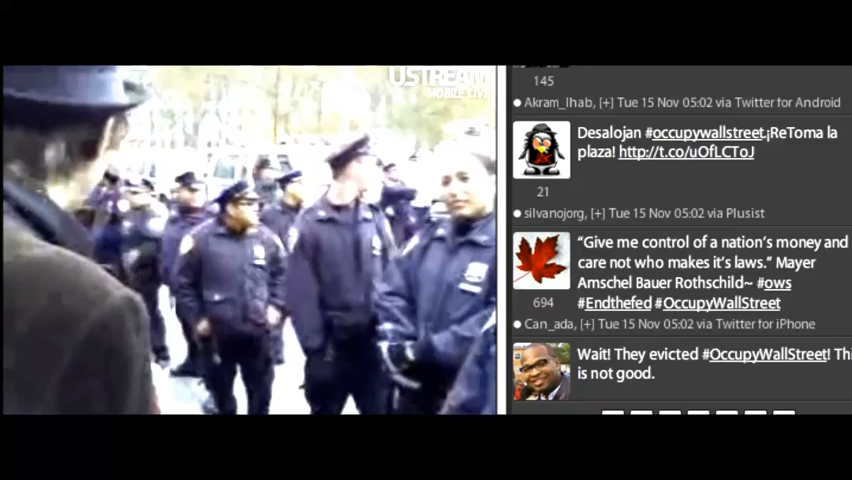 USTREAM
MOBILE LIVE
145
Akram_Ihab, [+] Tue 15 Nov 05:02 via Twitter for Android
Desalojan #occupywallstreet.¡ReToma la
plaza! http://t.co/uOfLCToJ
21
silvanojorg, [+] Tue 15 Nov 05:02 via Plusist
“Give me control of a nation’s money and
care not who makes it’s laws.” Mayer
Amschel Bauer Rothschild~ #ows
694
#Endthefed #OccupyWallStreet
Can_ada, [+] Tue 15 Nov 05:02 via Twitter for iPhone
Wait! They evicted #OccupyWallStreet! Thi
is not good.